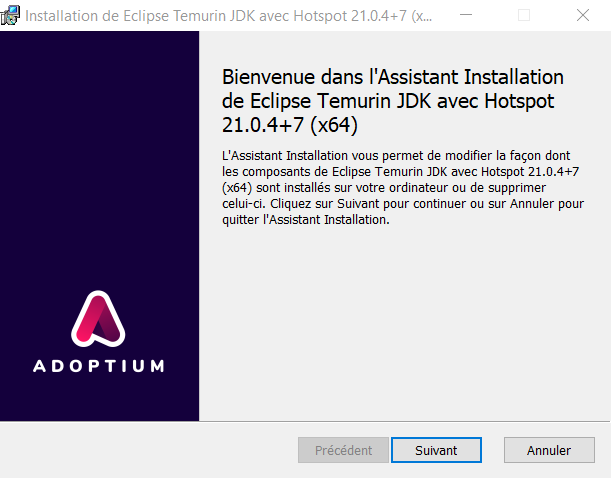 Installation de Eclipse Temurin JDK avec Hotspot 21.0.4+7 (x...
Bienvenue dans l'Assistant Installation
de Eclipse Temurin JDK avec Hotspot
21.0.4+7 (x64)
L'Assistant Installation vous permet de modifier la façon dont
les composants de Eclipse Temurin JDK avec Hotspot 21.0.4+7
(x64) sont installés sur votre ordinateur ou de supprimer
celui-ci. Cliquez sur Suivant pour continuer ou sur Annuler pour
quitter l'Assistant Installation.
ADOPTIUM
Précédent
Suivant
Annuler